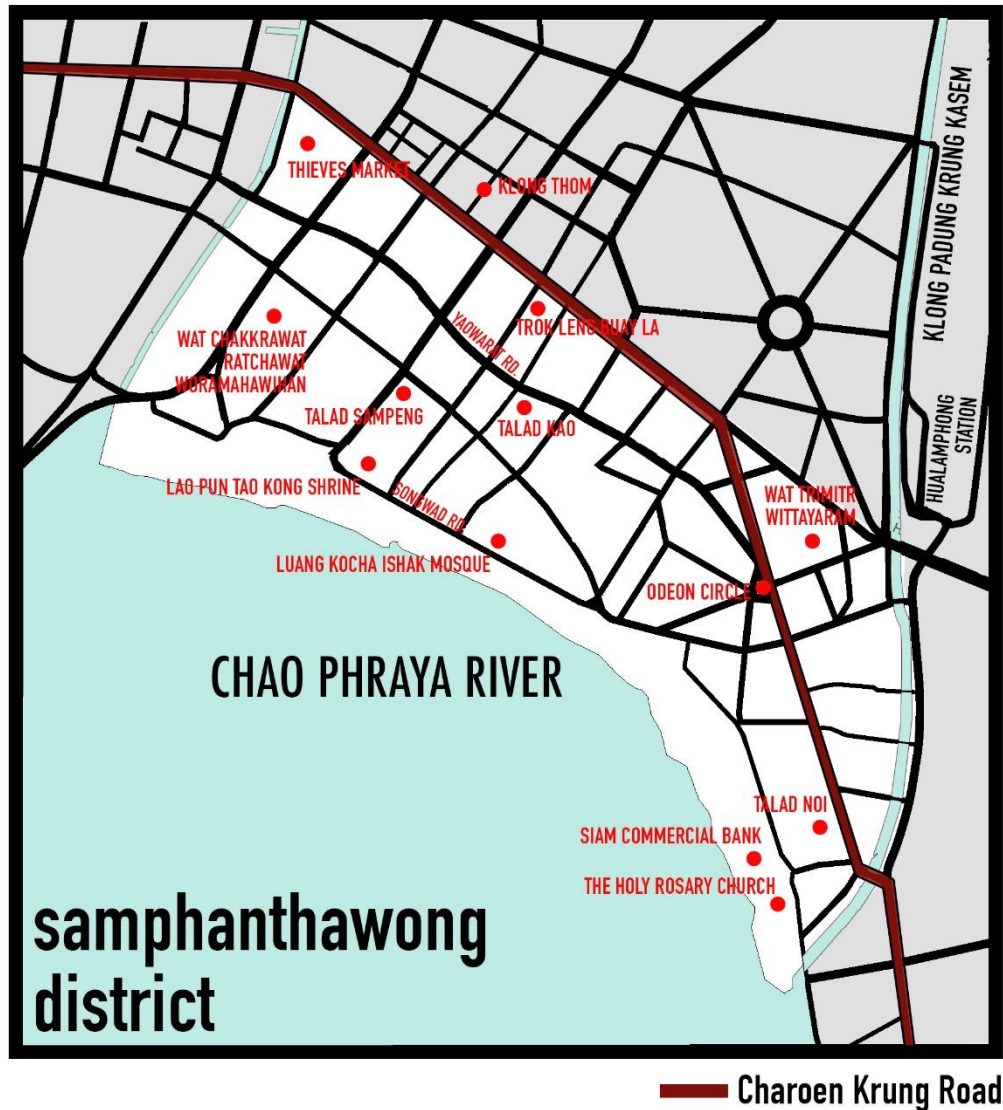 THIEVES MARKET
KLONG THOM
KLONG PADUNG KRUNG KASEM
WAT CHAKKRAWAT
RATCHAWAT
WORAMAHAWIHAN
TROK LENG BUAY LA
YAOWARAT RD.
TALAD SAMPENG
TALAD KAO
HUALAMPHONG
STATION
LAO PUN TAO KONG SHRINE
SONGWAD RD.
WAT TRIMITR
WITTAYARAM
LUANG KOCHA ISHAK MOSQUE
ODEON CIRCLE
CHAO PHRAYA RIVER
TALAD NOI
SIAM COMMERCIAL BANK
THE HOLY ROSARY CHURCH
samphanthawong
district
Charoen Krung Road